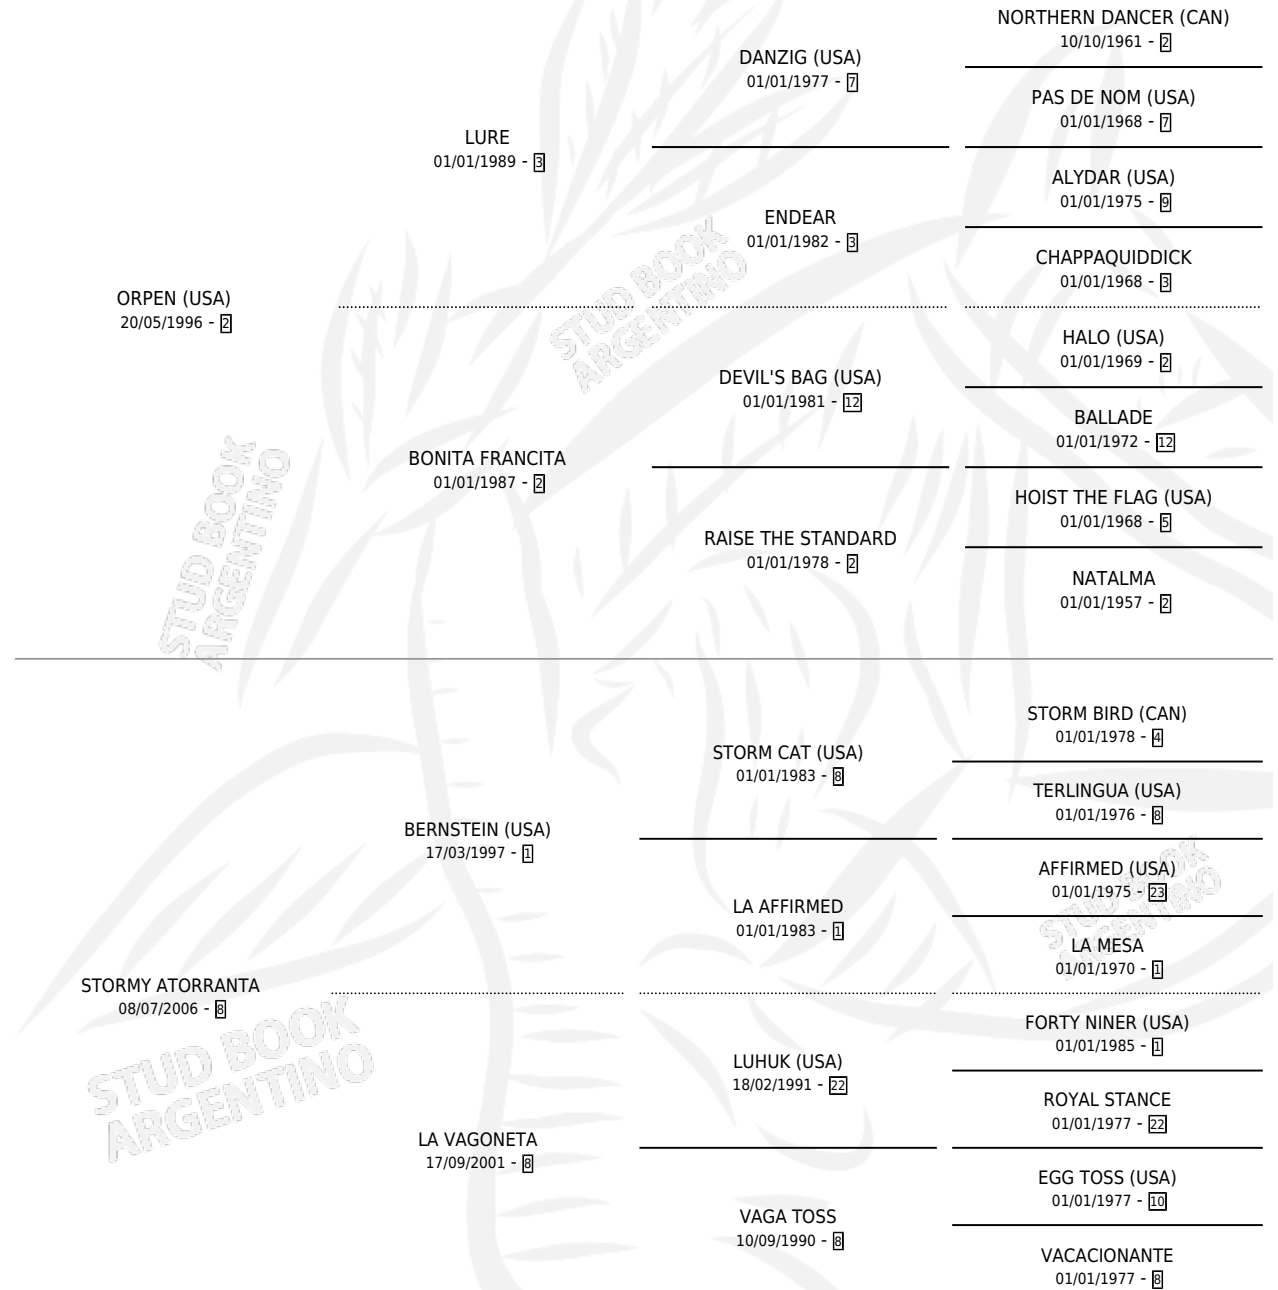 NORTHERN DANCER (CAN)
10/10/1961 - 2
DANZIG (USA)
01/01/1977 - 7
PAS DE NOM (USA)
01/01/1968 - 7
LURE
01/01/1989 - 3
ALYDAR (USA)
01/01/1975 - 9
ENDEAR
01/01/1982 - 3
CHAPPAQUIDDICK
01/01/1968 - 3
ORPEN (USA)
20/05/1996 - 2
HALO (USA)
01/01/1969 - 2
DEVIL'S BAG (USA)
01/01/1981 - 12
BALLADE
01/01/1972 - 12
BONITA FRANCITA
01/01/1987 - 2
HOIST THE FLAG (USA)
01/01/1968 - 5
RAISE THE STANDARD
01/01/1978 - 2
NATALMA
01/01/1957 - 2
STORM BIRD (CAN)
01/01/1978 - 4
STORM CAT (USA)
01/01/1983 - 8
TERLINGUA (USA)
01/01/1976 - 8
BERNSTEIN (USA)
17/03/1997 - 1
AFFIRMED (USA)
01/01/1975 - 23
LA AFFIRMED
01/01/1983 - 1
LA MESA
01/01/1970 - 1
STORMY ATORRANTA
08/07/2006 - 8
FORTY NINER (USA)
01/01/1985 - 1
LUHUK (USA)
18/02/1991 - 22
ROYAL STANCE
01/01/1977 - 22
LA VAGONETA
17/09/2001 - 8
EGG TOSS (USA)
01/01/1977 - 10
VAGA TOSS
10/09/1990 - 8
VACACIONANTE
01/01/1977 - 8
STUD BOOK
ARGENTINO
STUD BOOK
ARGENTINO
STUD BOOK
ARGENTINO
STUD BOOK
ARGENTINO